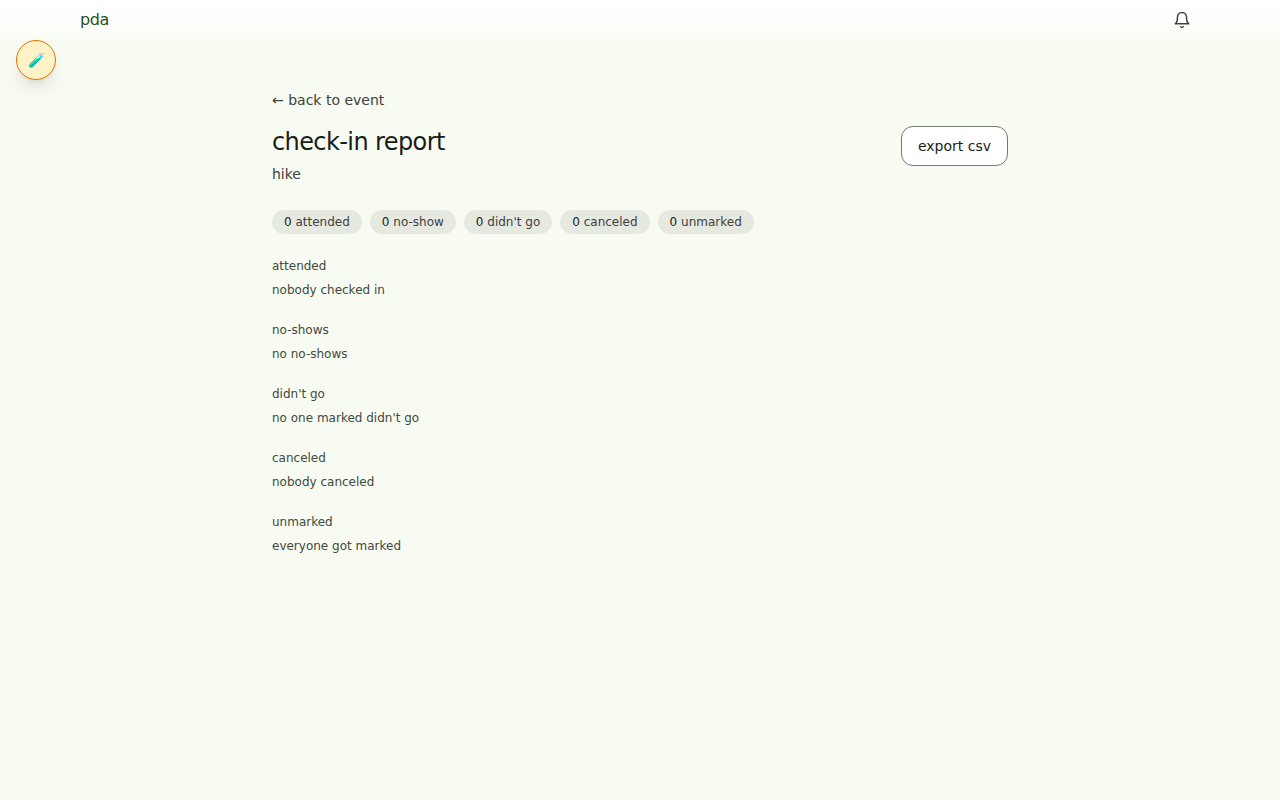 pda
← back to event
check-in report
export csv
hike
0 attended
0 no-show
0 didn't go
0 canceled
0 unmarked
attended
nobody checked in
no-shows
no no-shows
didn't go
no one marked didn't go
canceled
nobody canceled
unmarked
everyone got marked